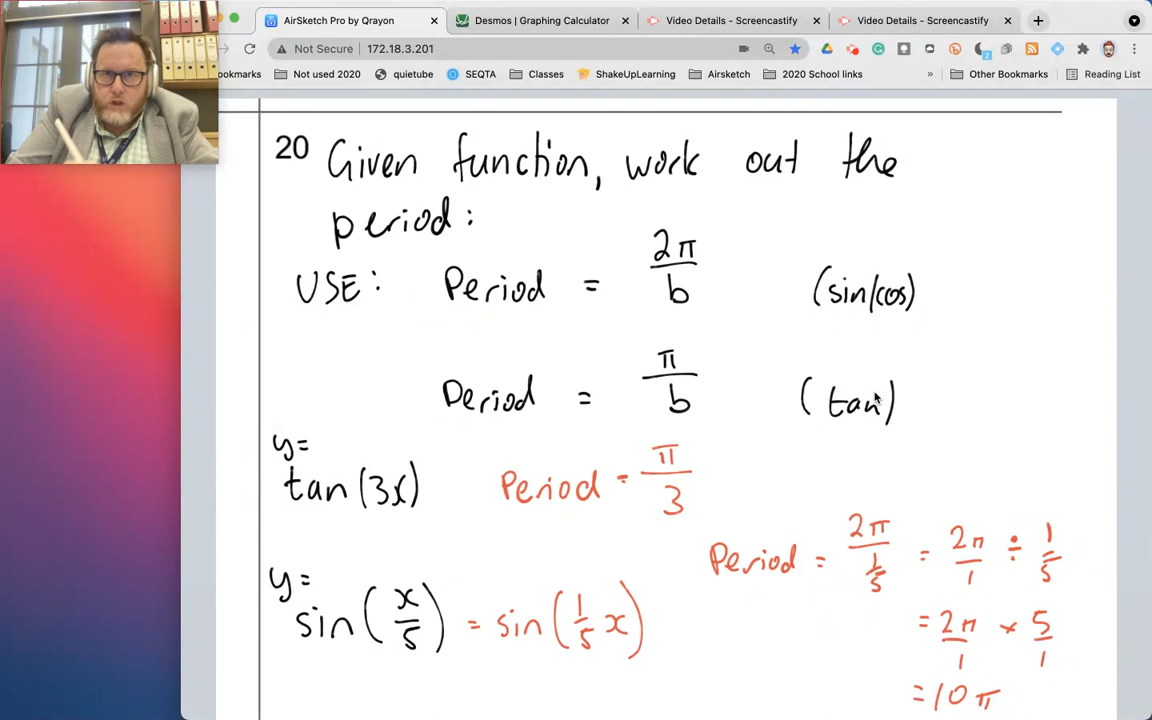 AirSketch Pro by Qrayon
Desmos | Graphing Calculator
Video Details - Screencastify
Video Details - Screencastify
Not Secure | 172.18.3.201
ookmarks
Not used 2020
quietube
SEQTA
Classes
ShakeUpLearning
Airsketch
2020 School links
»
Other Bookmarks
Reading List
20 Given function, work out the
period:
USE: Period = 2π/b (sin/cos)
Period = π/b (tan)
y=
tan(3x) Period = π/3
Period = 2π/(1/5) = 2π/1 ÷ 1/5
y=
sin(x/5) = sin(1/5 x)
= 2π/1 × 5/1
= 10π